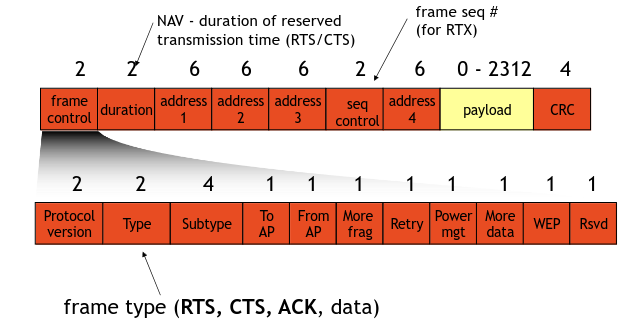 NAV - duration of reserved
transmission time (RTS/CTS)
frame seq #
(for RTX)
2 2 6 6 6 2 6 0 - 2312 4
frame control duration address 1 address 2 address 3 seq control address 4 payload CRC
2 2 4 1 1 1 1 1 1 1 1
Protocol version Type Subtype To AP From AP More frag Retry Power mgt More data WEP Rsvd
frame type (RTS, CTS, ACK, data)